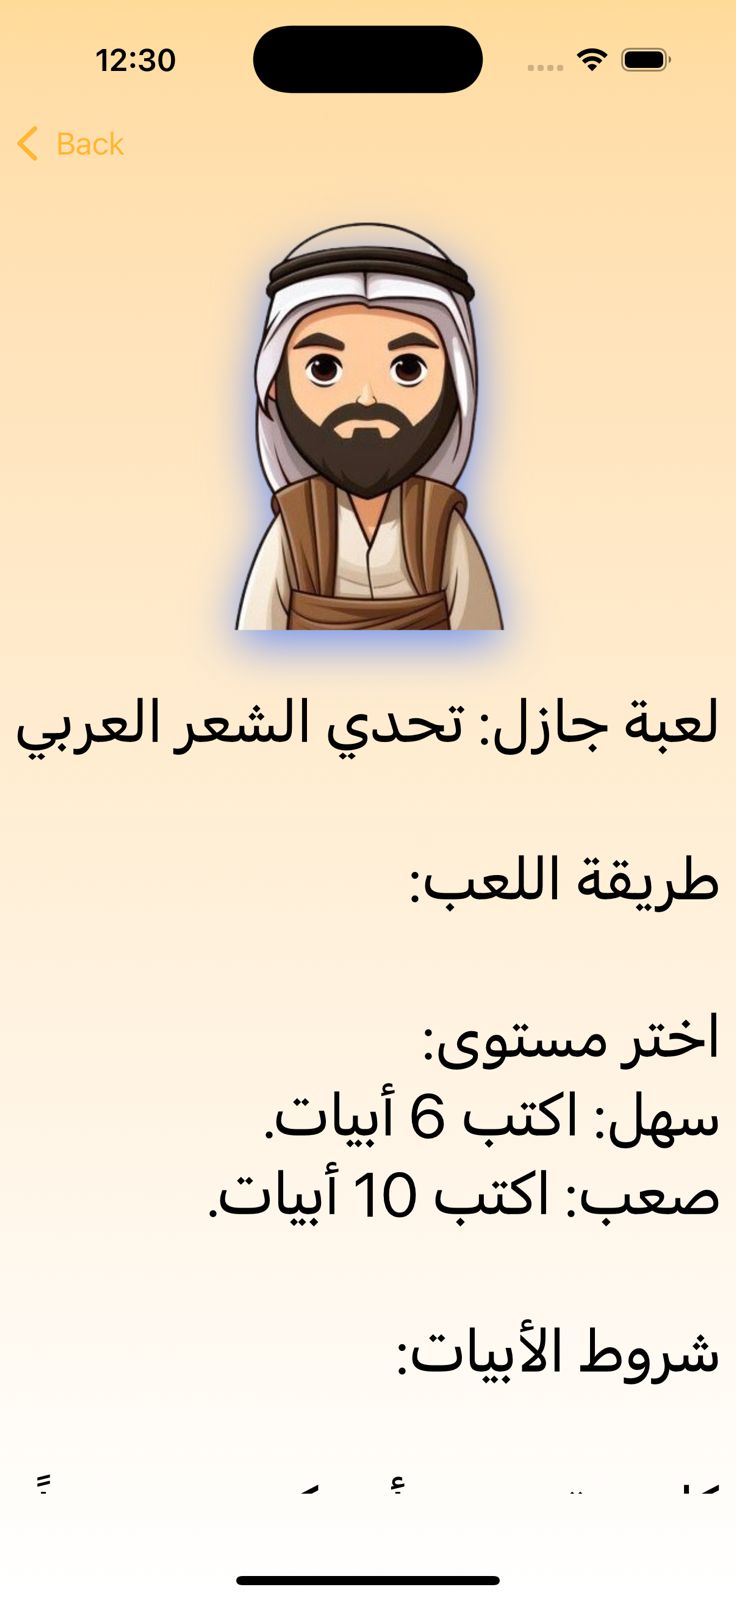 12:30
Back
لعبة جازل: تحدي الشعر العربي
طريقة اللعب:
اختر مستوى:
سهل: اكتب 6 أبيات.
صعب: اكتب 10 أبيات.
شروط الأبيات: